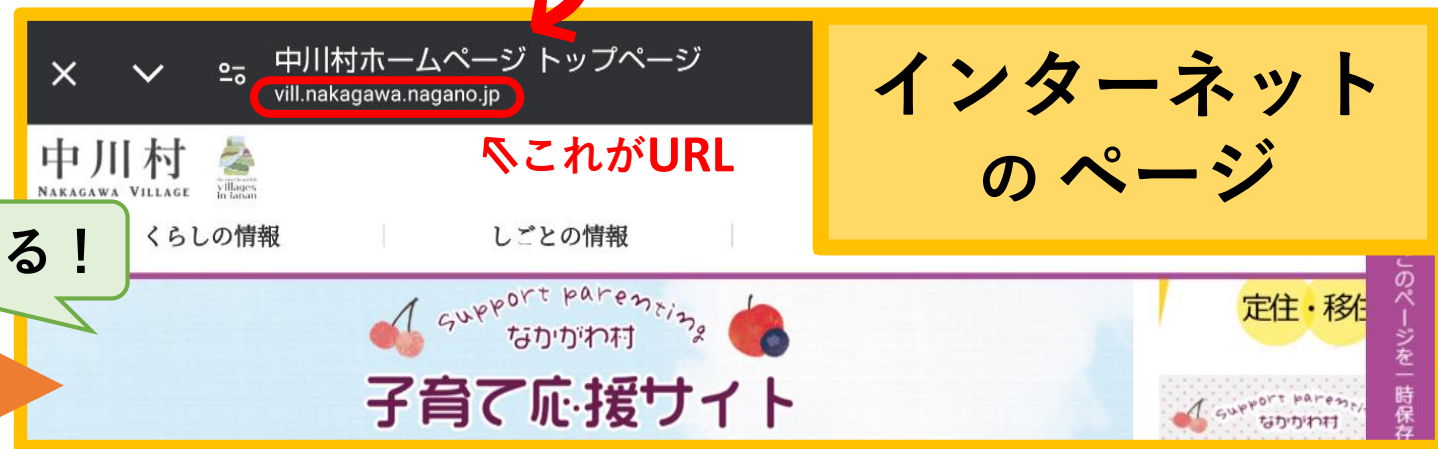 中川村ホームページ トップページ
vill.nakagawa.nagano.jp
インターネット
の ページ
⇖これがURL
中川村
NAKAGAWA VILLAGE
villages
in Japan
る！
くらしの情報
しごとの情報
このページを一時保存
support parenting
なかがわ村
子育て応援サイト
定住・移住
support parenting
なかがわ村